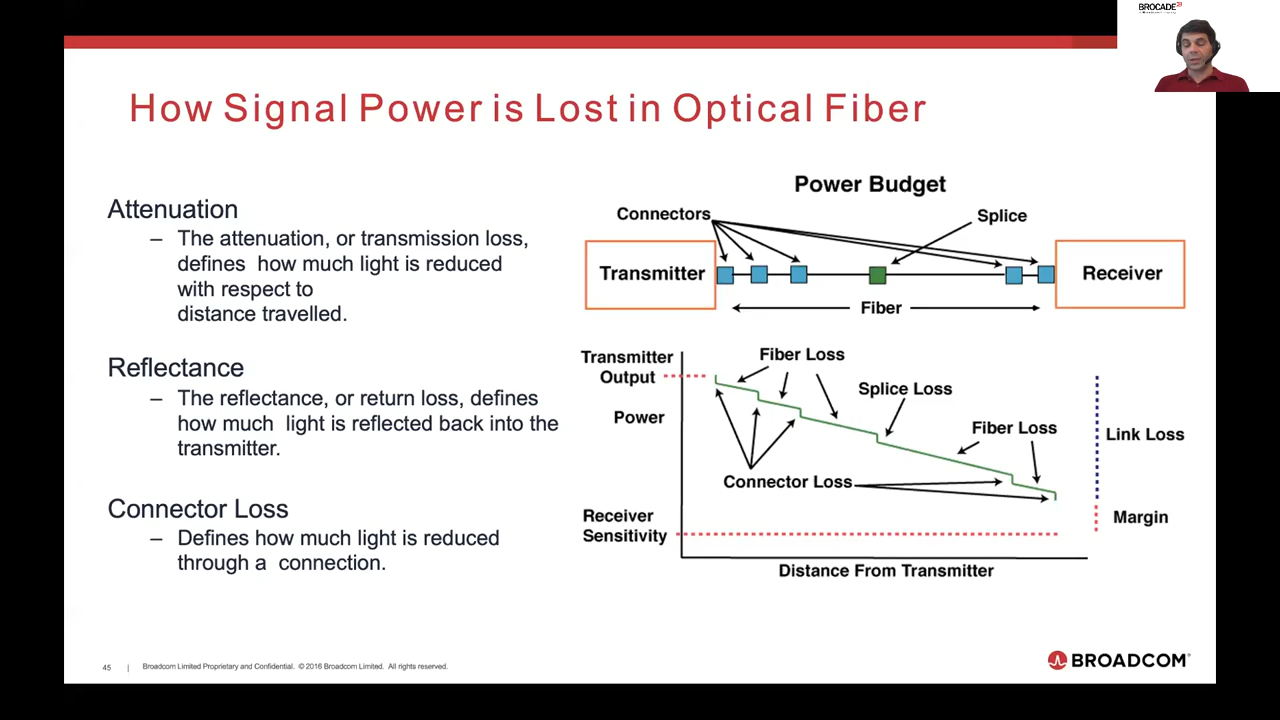 BROCADE
How Signal Power is Lost in Optical Fiber
Attenuation
– The attenuation, or transmission loss,
defines how much light is reduced
with respect to
distance travelled.
Reflectance
– The reflectance, or return loss, defines
how much light is reflected back into the
transmitter.
Connector Loss
– Defines how much light is reduced
through a connection.
Power Budget
Connectors
Splice
Transmitter
Receiver
Fiber
Transmitter
Output
Fiber Loss
Splice Loss
Power
Fiber Loss
Link Loss
Connector Loss
Receiver
Sensitivity
Margin
Distance From Transmitter
45 | Broadcom Limited Proprietary and Confidential. © 2016 Broadcom Limited. All rights reserved.
BROADCOM®